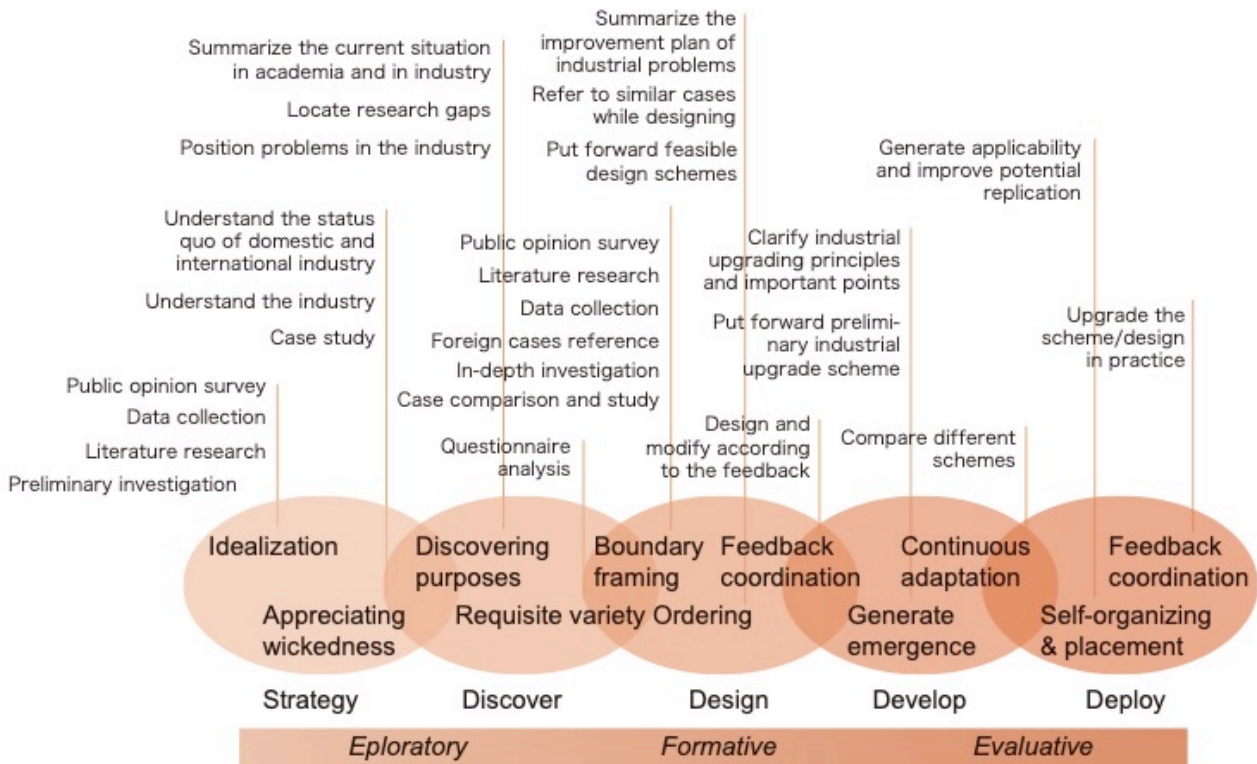 Summarize the current situation
in academia and in industry
Locate research gaps
Position problems in the industry
Summarize the
improvement plan of
industrial problems
Refer to similar cases
while designing
Put forward feasible
design schemes
Generate applicability
and improve potential
replication
Understand the status
quo of domestic and
international industry
Understand the industry
Case study
Public opinion survey
Literature research
Data collection
Foreign cases reference
In-depth investigation
Case comparison and study
Clarify industrial
upgrading principles
and important points
Put forward prelimi-
nary industrial
upgrade scheme
Upgrade the
scheme/design
in practice
Public opinion survey
Data collection
Literature research
Preliminary investigation
Questionnaire
analysis
Design and
modify according
to the feedback
Compare different
schemes
Idealization
Appreciating
wickedness
Discovering
purposes
Requisite variety
Boundary
framing
Ordering
Feedback
coordination
Generate
emergence
Continuous
adaptation
Self-organizing
& placement
Feedback
coordination
Strategy
Discover
Design
Develop
Deploy
Eploratory
Formative
Evaluative